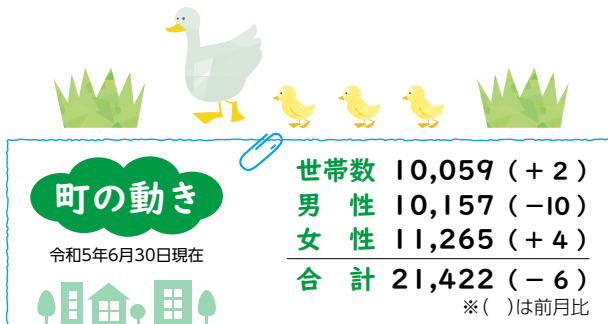 町の動き
令和5年6月30日現在
世帯数 10,059 (+ 2)
男 性 10,157 (−10)
女 性 11,265 (+ 4)
合 計 21,422 (− 6)
※( )は前月比